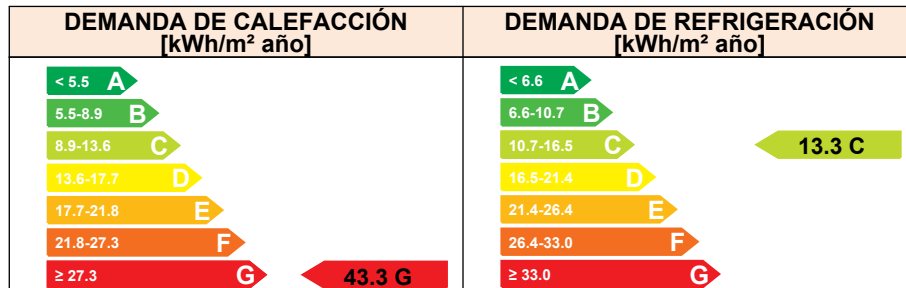 DEMANDA DE CALEFACCIÓN
[kWh/m² año]
< 5.5 A
5.5-8.9 B
8.9-13.6 C
13.6-17.7 D
17.7-21.8 E
21.8-27.3 F
≥ 27.3 G
43.3 G
DEMANDA DE REFRIGERACIÓN
[kWh/m² año]
< 6.6 A
6.6-10.7 B
10.7-16.5 C
13.3 C
16.5-21.4 D
21.4-26.4 E
26.4-33.0 F
≥ 33.0 G